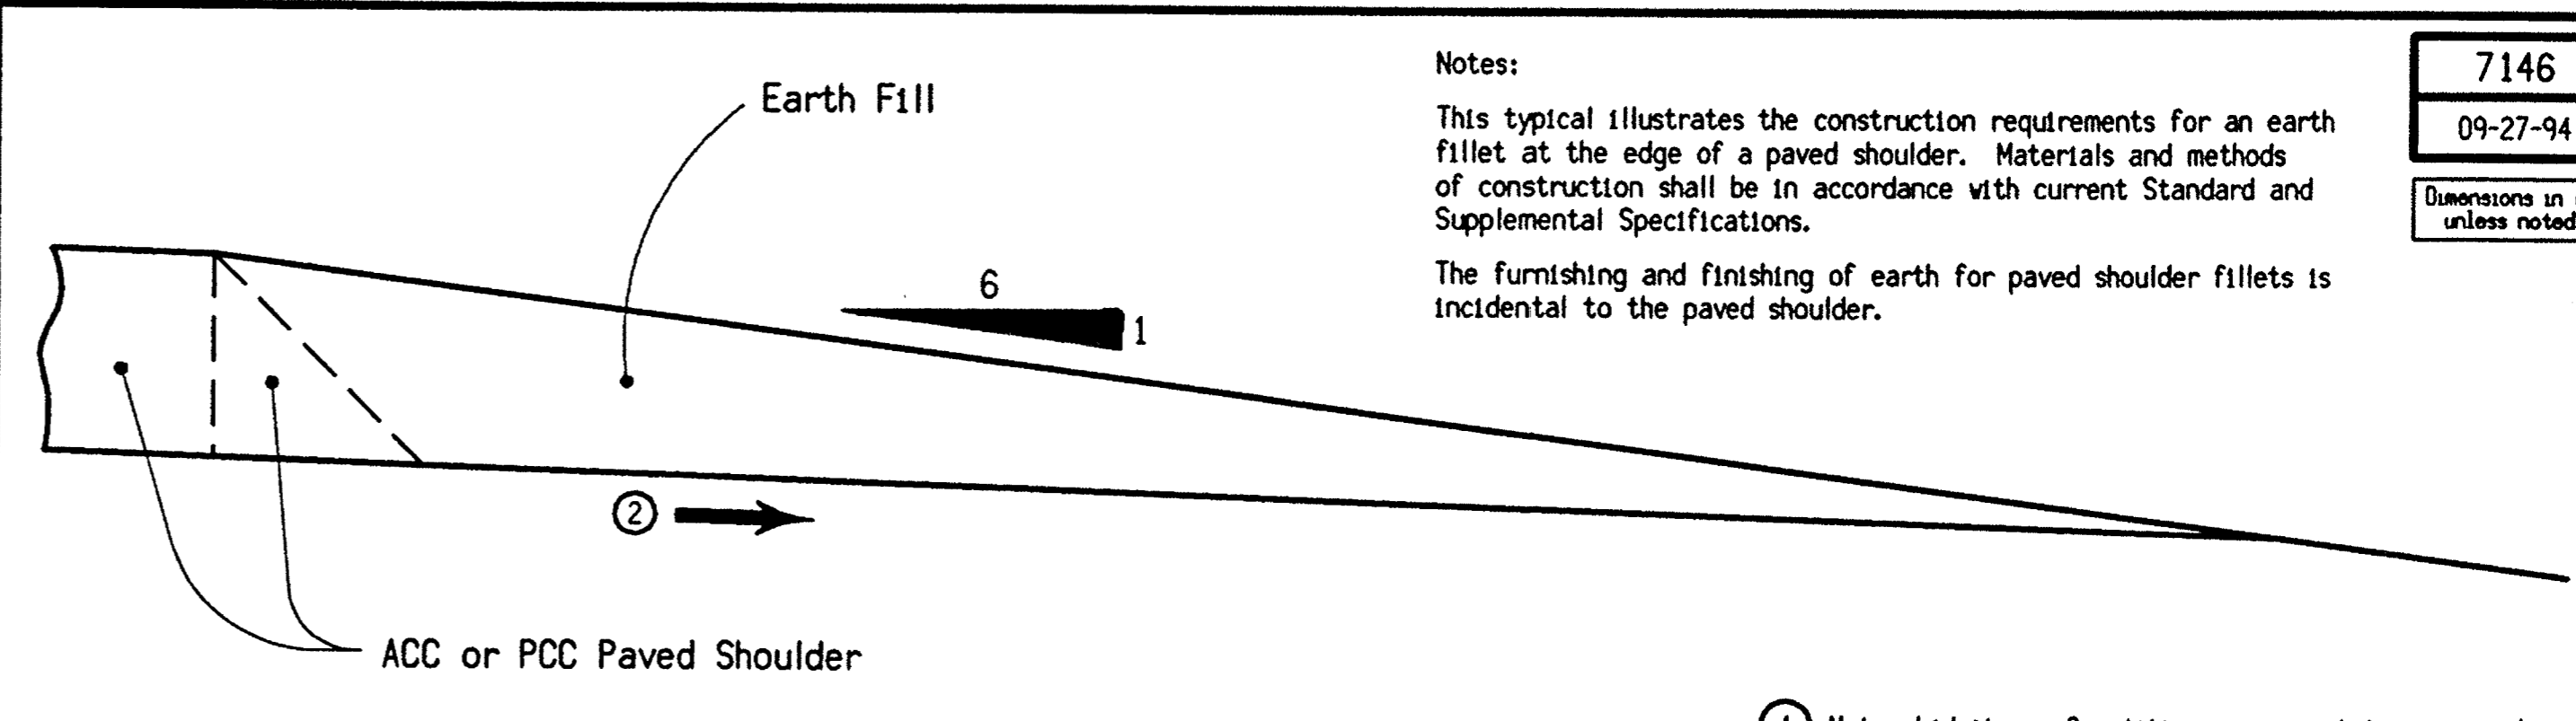 Earth Fill
6
1
2
ACC or PCC Paved Shoulder
Notes:
This typical illustrates the construction requirements for an earth
fillet at the edge of a paved shoulder. Materials and methods
of construction shall be in accordance with current Standard and
Supplemental Specifications.
The furnishing and finishing of earth for paved shoulder fillets is
incidental to the paved shoulder.
7146
09-27-94
Dimensions in
unless noted